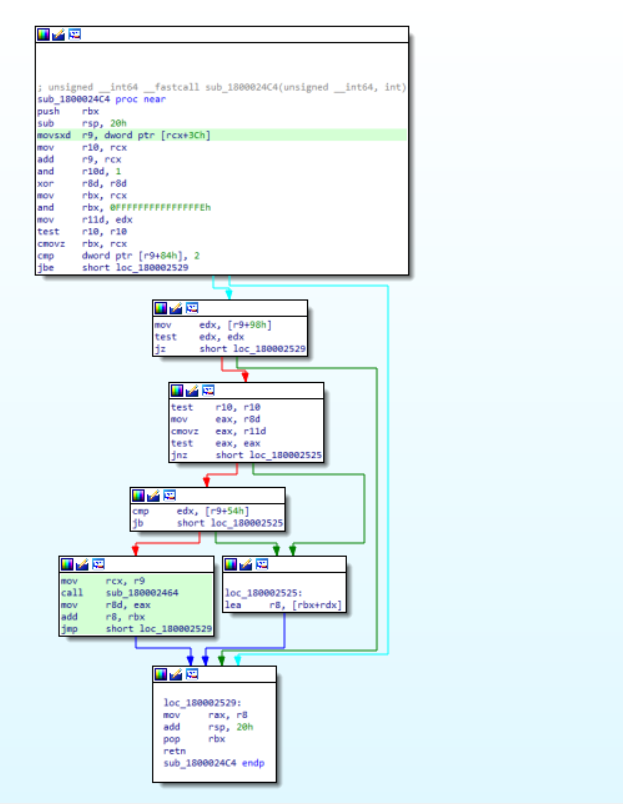 ; unsigned __int64 __fastcall sub_1800024C4(unsigned __int64, int)
sub_1800024C4 proc near
push rbx
sub rsp, 20h
movsxd r9, dword ptr [rcx+3Ch]
mov r10, rcx
add r9, rcx
and r10d, 1
xor r8d, r8d
mov rbx, rcx
and rbx, 0FFFFFFFFFFFFFFFEh
mov r11d, edx
test r10, r10
cmovz rbx, rcx
cmp dword ptr [r9+84h], 2
jbe short loc_180002529
mov edx, [r9+98h]
test edx, edx
jz short loc_180002529
test r10, r10
mov eax, r8d
cmovz eax, r11d
test eax, eax
jnz short loc_180002525
cmp edx, [r9+54h]
jb short loc_180002525
mov rcx, r9
call sub_180002464
mov r8d, eax
add r8, rbx
jmp short loc_180002529
loc_180002525:
lea r8, [rbx+rdx]
loc_180002529:
mov rax, r8
add rsp, 20h
pop rbx
retn
sub_1800024C4 endp